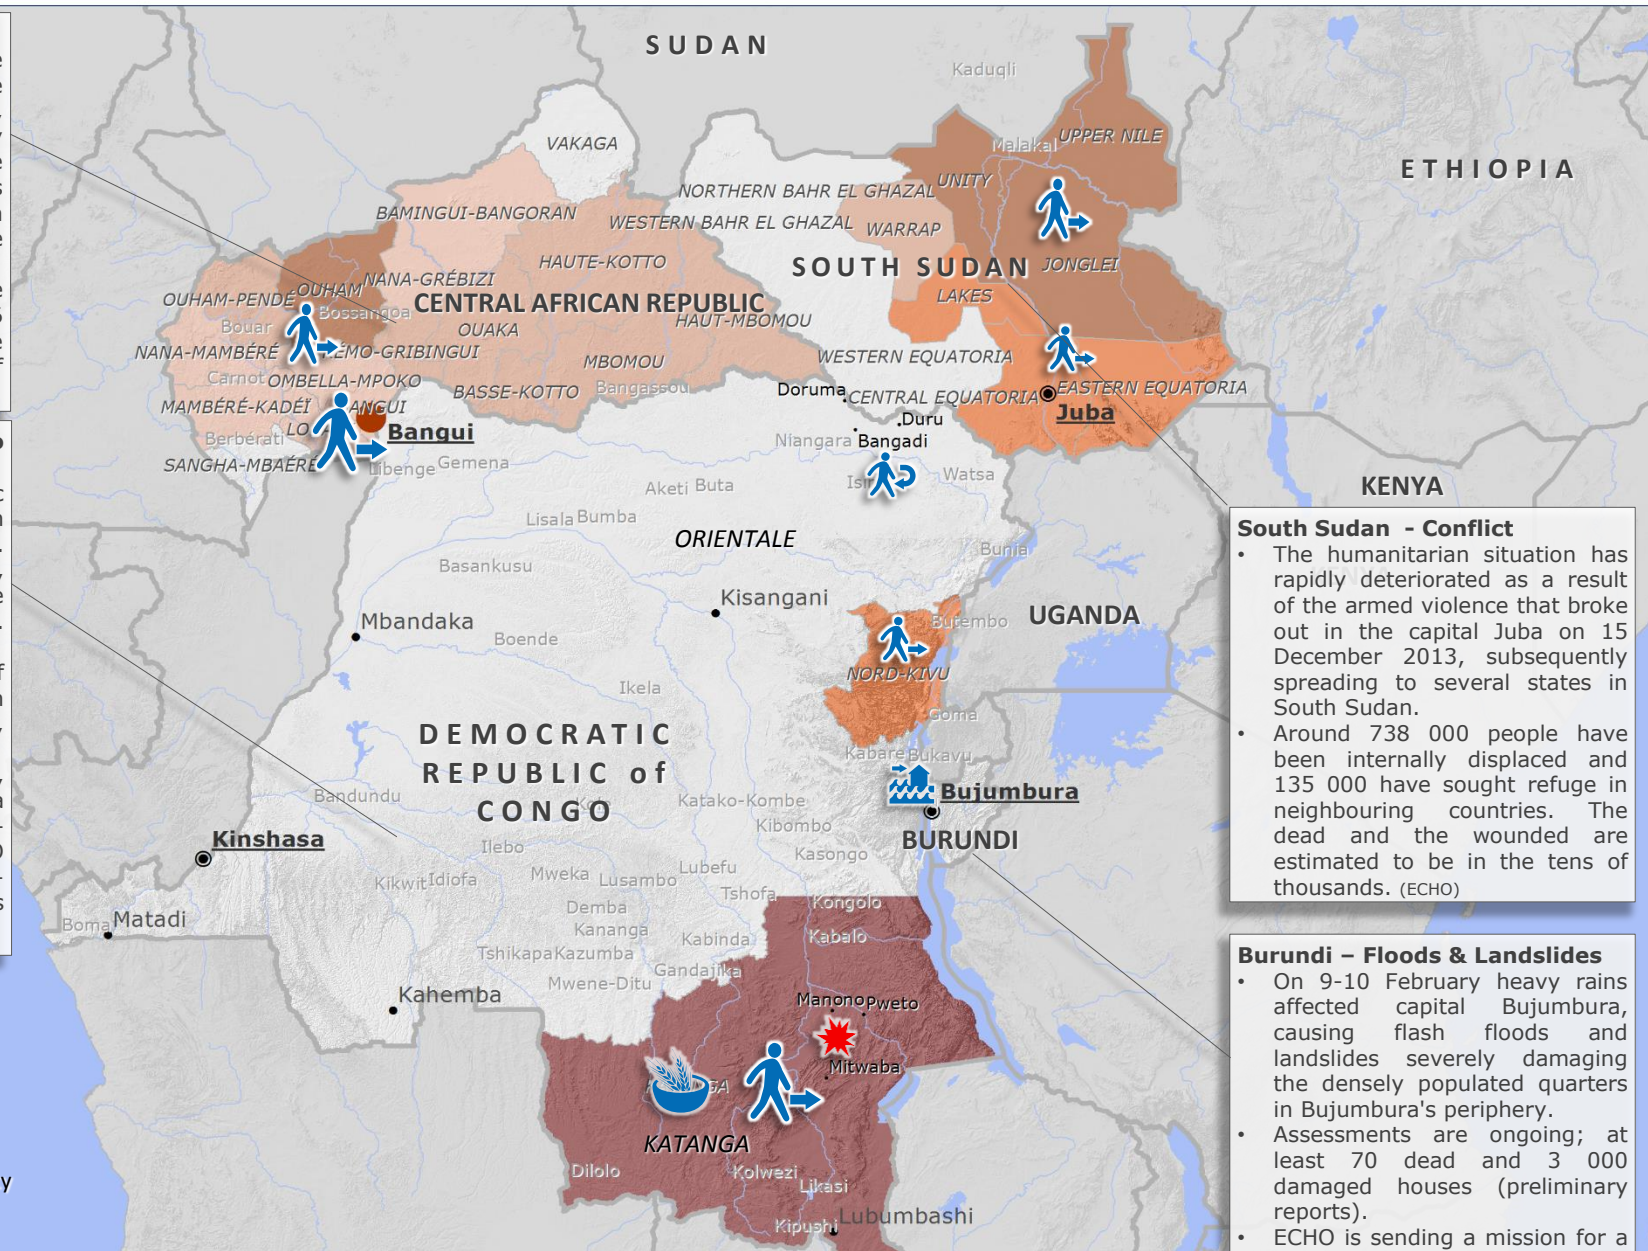 SUDAN
Kaduqli
VAKAGA
Malakal
UPPER NILE
ETHIOPIA
NORTHERN BAHR EL GHAZAL
UNITY
BAMINGUI-BANGORAN
WESTERN BAHR EL GHAZAL
WARRAP
HAUTE-KOTTO
SOUTH SUDAN
JONGLEI
NANA-GRÉBIZI
OUHAM-PENDÉ
OUHAM
CENTRAL AFRICAN REPUBLIC
LAKES
Bossangoa
HAUT-MBOMOU
Bouar
OUAKA
NANA-MAMBÉRÉ
KÉMO-GRIBINGUI
MBOMOU
WESTERN EQUATORIA
Carnot
OMBELLA-MPOKO
BASSE-KOTTO
Bangassou
Doruma
CENTRAL EQUATORIA
EASTERN EQUATORIA
MAMBÉRÉ-KADÉÏ
Juba
Duru
Bangui
Berbérati
Niangara
Bangadi
SANGHA-MBAÉRÉ
Libenge
Gemena
Watsa
Aketi
Buta
KENYA
Lisala
Bumba
ORIENTALE
Bunia
Basankusu
Kisangani
Mbandaka
Butembo
UGANDA
Boende
NORD-KIVU
Ikela
Goma
DEMOCRATIC
REPUBLIC of
CONGO
Kabare
Bukavu
Bandundu
Katako-Kombe
Bujumbura
Kibombo
Kinshasa
BURUNDI
Ilebo
Kasongo
Kikwit
Idiofa
Mweka
Lusambo
Lubefu
Tshofa
Kongolo
Demba
Boma
Matadi
Kananga
Kabinda
Kabalo
Tshikapa
Kazumba
Gandajika
Mwene-Ditu
Kahemba
Manono
Pweto
Mitwaba
KATANGA
Dilolo
Kolwezi
Likasi
Kipushi
Lubumbashi
South Sudan - Conflict
• The humanitarian situation has
rapidly deteriorated as a result
of the armed violence that broke
out in the capital Juba on 15
December 2013, subsequently
spreading to several states in
South Sudan.
• Around 738 000 people have
been internally displaced and
135 000 have sought refuge in
neighbouring countries. The
dead and the wounded are
estimated to be in the tens of
thousands. (ECHO)
Burundi – Floods & Landslides
• On 9-10 February heavy rains
affected capital Bujumbura,
causing flash floods and
landslides severely damaging
the densely populated quarters
in Bujumbura's periphery.
• Assessments are ongoing; at
least 70 dead and 3 000
damaged houses (preliminary
reports).
• ECHO is sending a mission for a